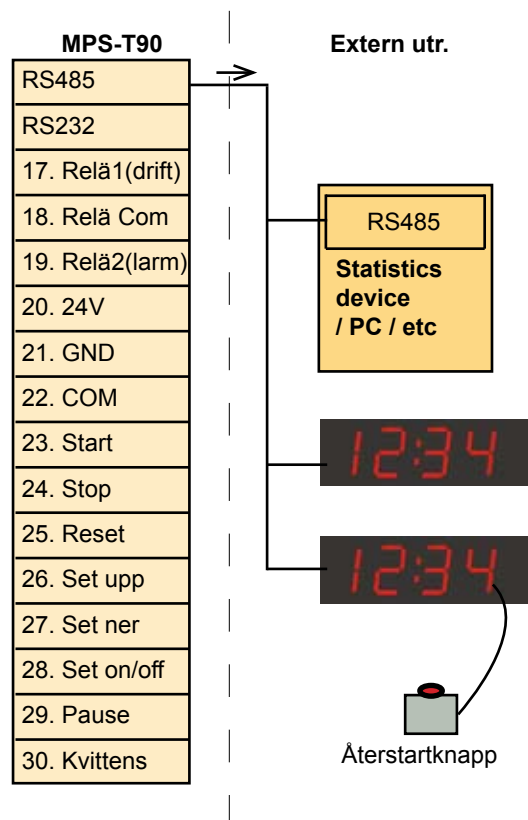 MPS-T90
Extern utr.
RS485
RS232
17. Relä1(drift)
18. Relä Com
19. Relä2(larm)
20. 24V
21. GND
22. COM
23. Start
24. Stop
25. Reset
26. Set upp
27. Set ner
28. Set on/off
29. Pause
30. Kvittens
RS485
Statistics
device
/ PC / etc
12:34
12:34
Återstartknapp